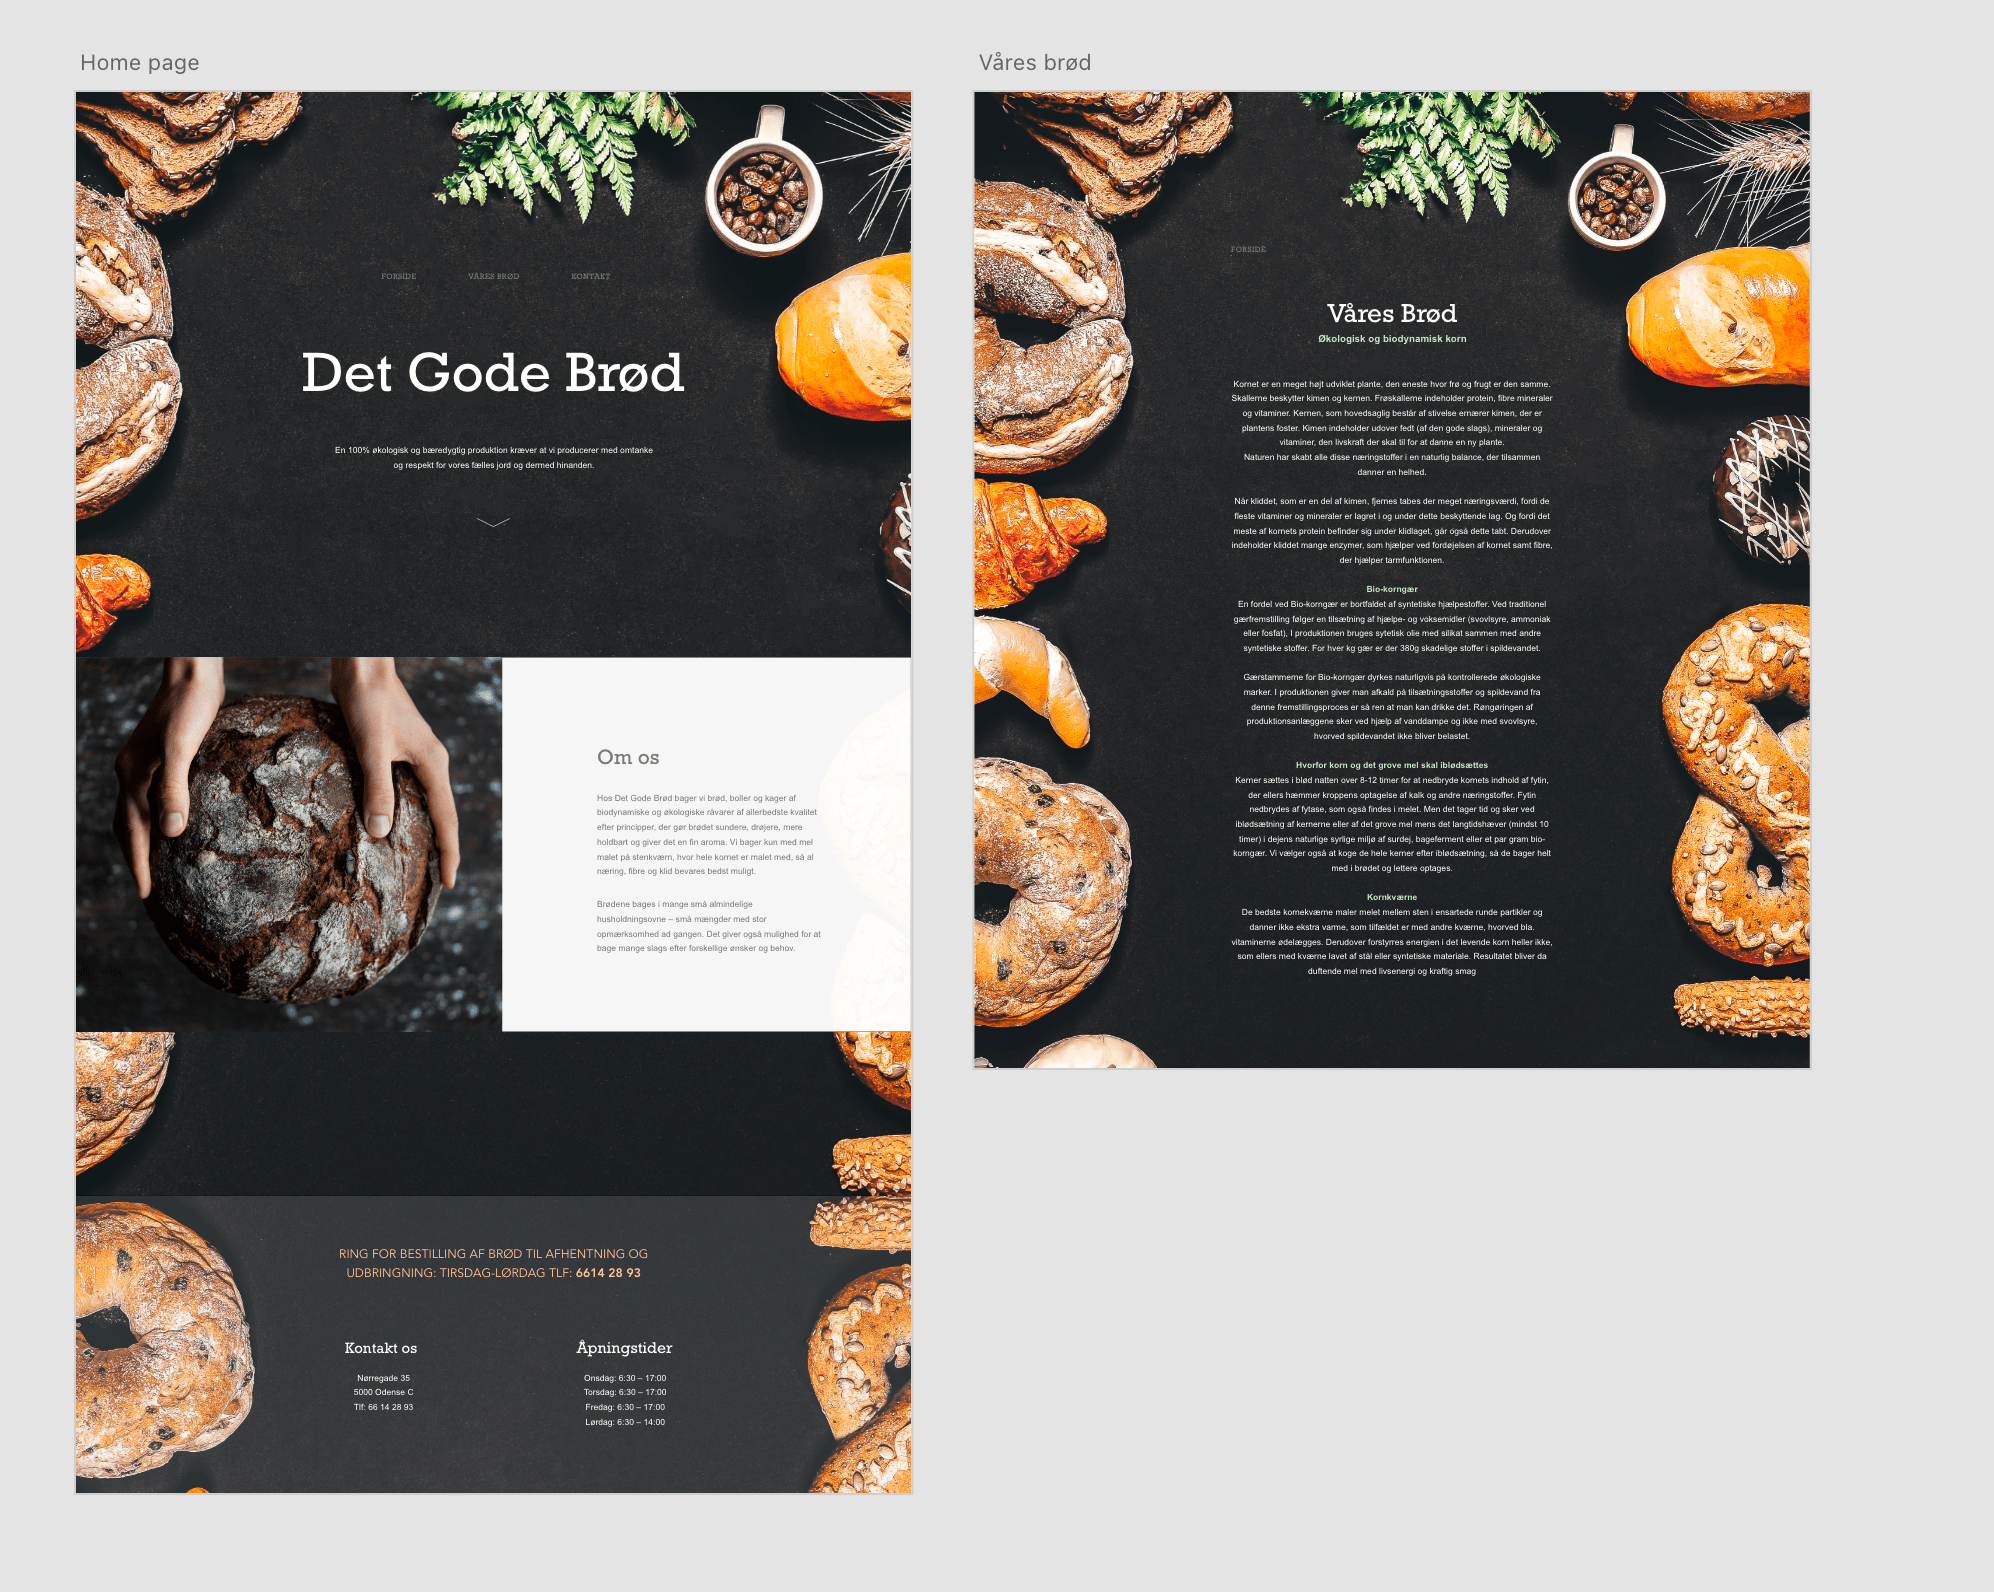 Home page
FORSIDE VÅRES BRØD KONTAKT
Det Gode Brød
En 100% økologisk og bæredygtig produktion kræver at vi producerer med omtanke
og respekt for vores fælles jord og dermed hinanden.
Om os
Hos Det Gode Brød bager vi brød, boller og kager af
biodynamiske og økologiske råvarer af allerbedste kvalitet
efter principper, der gør brødet sundere, drøjere, mere
holdbart og giver det en fin aroma. Vi bager kun med mel
malet på stenkværn, hvor hele kornet er malet med, så al
næring, fibre og klid bevares bedst muligt.
Brødene bages i mange små almindelige
husholdningsovne – små mængder med stor
opmærksomhed ad gangen. Det giver også mulighed for at
bage mange slags efter forskellige ønsker og behov.
RING FOR BESTILLING AF BRØD TIL AFHENTNING OG
UDBRINGNING: TIRSDAG-LØRDAG TLF: 6614 28 93
Kontakt os
Nørregade 35
5000 Odense C
Tlf: 66 14 28 93
Åpningstider
Onsdag: 6:30 – 17:00
Torsdag: 6:30 – 17:00
Fredag: 6:30 – 17:00
Lørdag: 6:30 – 14:00
Våres brød
FORSIDE
Våres Brød
Økologisk og biodynamisk korn
Kornet er en meget højt udviklet plante, den eneste hvor frø og frugt er den samme.
Skallerne beskytter kimen og kernen. Frøskallerne indeholder protein, fibre mineraler
og vitaminer. Kernen, som hovedsaglig består af stivelse ernærer kimen, der er
plantens foster. Kimen indeholder udover fedt (af den gode slags), mineraler og
vitaminer, den livskraft der skal til for at danne en ny plante.
Naturen har skabt alle disse næringstoffer i en naturlig balance, der tilsammen
danner en helhed.
Når kliddet, som er en del af kimen, fjernes tabes der meget næringsværdi, fordi de
fleste vitaminer og mineraler er lagret i og under dette beskyttende lag. Og fordi det
meste af kornets protein befinder sig under klidlaget, går også dette tabt. Derudover
indeholder kliddet mange enzymer, som hjælper ved fordøjelsen af kornet samt fibre,
der hjælper tarmfunktionen.
Bio-korngær
En fordel ved Bio-korngær er bortfaldet af syntetiske hjælpestoffer. Ved traditionel
gærfremstilling følger en tilsætning af hjælpe- og voksemidler (svovlsyre, ammoniak
eller fosfat), I produktionen bruges sytetisk olie med silikat sammen med andre
syntetiske stoffer. For hver kg gær er der 380g skadelige stoffer i spildevandet.
Gærstammerne for Bio-korngær dyrkes naturligvis på kontrollerede økologiske
marker. I produktionen giver man afkald på tilsætningsstoffer og spildevand fra
denne fremstillingsproces er så ren at man kan drikke det. Røngøringen af
produktionsanlæggene sker ved hjælp af vanddampe og ikke med svovlsyre,
hvorved spildevandet ikke bliver belastet.
Hvorfor korn og det grove mel skal iblødsættes
Kerner sættes i blød natten over 8-12 timer for at nedbryde kornets indhold af fytin,
der ellers hæmmer kroppens optagelse af kalk og andre næringstoffer. Fytin
nedbrydes af fytase, som også findes i melet. Men det tager tid og sker ved
iblødsætning af kernerne eller af det grove mel mens det langtidshæver (mindst 10
timer) i dejens naturlige syrlige miljø af surdej, bageferment eller et par gram bio-
korngær. Vi vælger også at koge de hele kerner efter iblødsætning, så de bager helt
med i brødet og lettere optages.
Kornkværne
De bedste kornekværne maler melet mellem sten i ensartede runde partikler og
danner ikke ekstra varme, som tilfældet er med andre kværne, hvorved bla.
vitaminerne ødelægges. Derudover forstyrres energien i det levende korn heller ikke,
som ellers med kværne lavet af stål eller syntetiske materiale. Resultatet bliver da
duftende mel med livsenergi og kraftig smag